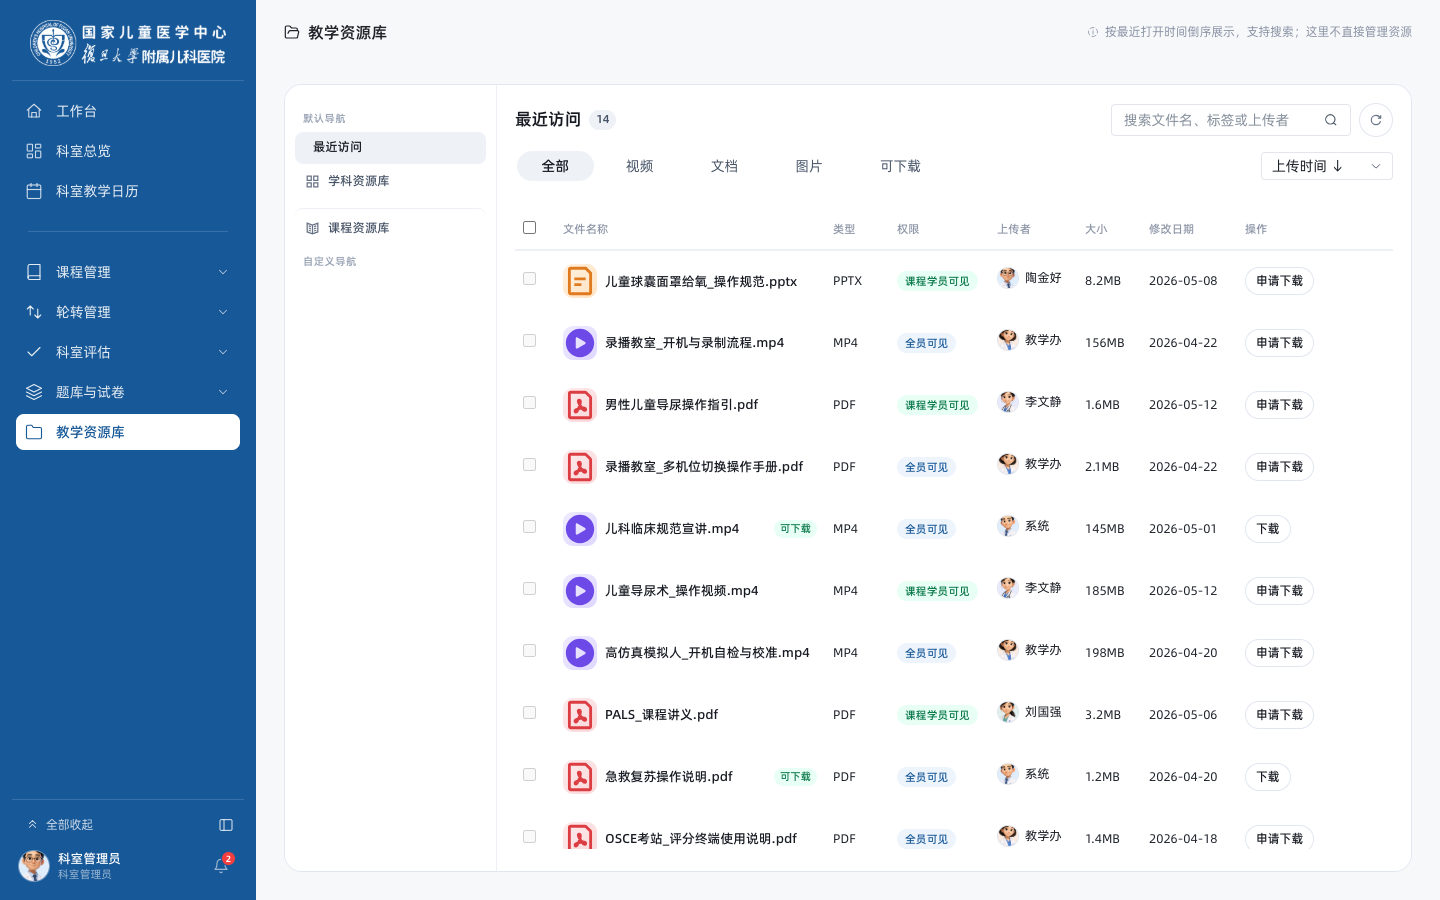 国家儿童医学中心
復旦大学附属儿科医院
工作台
科室总览
科室教学日历
课程管理
轮转管理
科室评估
题库与试卷
教学资源库
全部收起
科室管理员
科室管理员
2
教学资源库
按最近打开时间倒序展示，支持搜索；这里不直接管理资源
默认导航
最近访问
学科资源库
课程资源库
自定义导航
最近访问 14
搜索文件名、标签或上传者
全部 视频 文档 图片 可下载
上传时间 ↓
文件名称 类型 权限 上传者 大小 修改日期 操作
儿童球囊面罩给氧_操作规范.pptx PPTX 课程学员可见 陶金好 8.2MB 2026-05-08 申请下载
录播教室_开机与录制流程.mp4 MP4 全员可见 教学办 156MB 2026-04-22 申请下载
男性儿童导尿操作指引.pdf PDF 课程学员可见 李文静 1.6MB 2026-05-12 申请下载
录播教室_多机位切换操作手册.pdf PDF 全员可见 教学办 2.1MB 2026-04-22 申请下载
儿科临床规范宣讲.mp4 可下载 MP4 全员可见 系统 145MB 2026-05-01 下载
儿童导尿术_操作视频.mp4 MP4 课程学员可见 李文静 185MB 2026-05-12 申请下载
高仿真模拟人_开机自检与校准.mp4 MP4 全员可见 教学办 198MB 2026-04-20 申请下载
PALS_课程讲义.pdf PDF 课程学员可见 刘国强 3.2MB 2026-05-06 申请下载
急救复苏操作说明.pdf 可下载 PDF 全员可见 系统 1.2MB 2026-04-20 下载
OSCE考站_评分终端使用说明.pdf PDF 全员可见 教学办 1.4MB 2026-04-18 申请下载